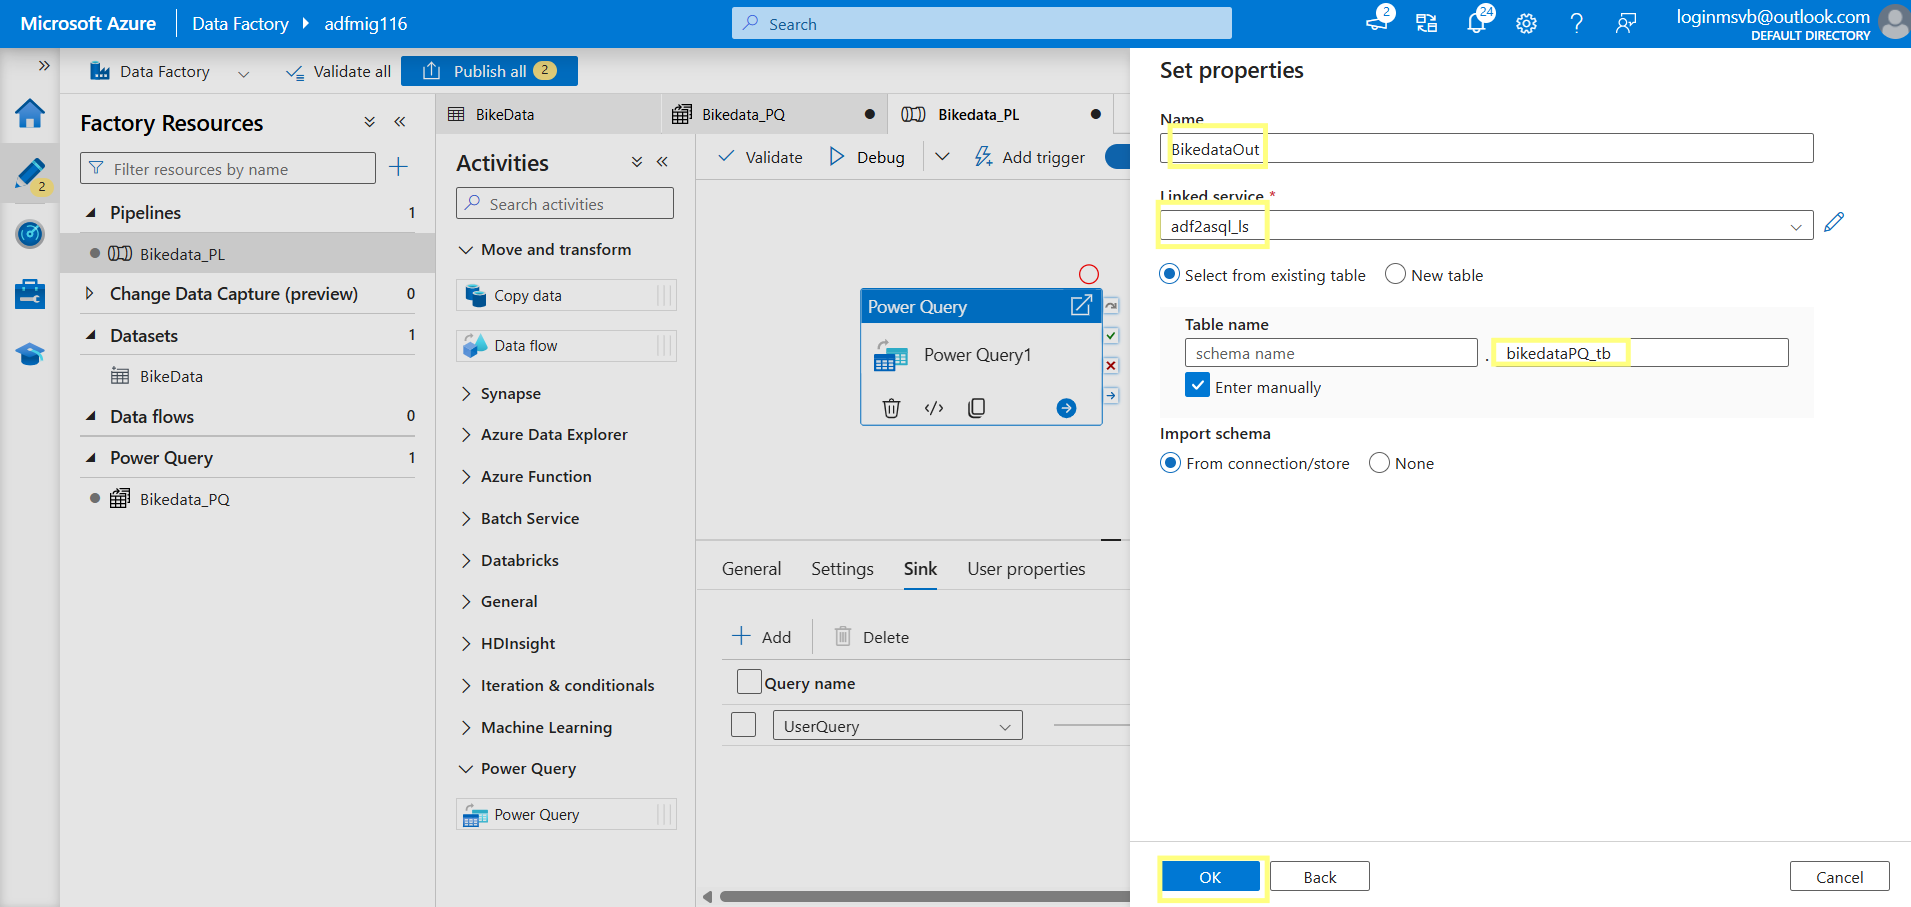 Microsoft Azure
Data Factory
adfmig116
Search
2
24
loginmsvb@outlook.com
DEFAULT DIRECTORY
Data Factory
Validate all
Publish all
2
2
Factory Resources
Filter resources by name
Pipelines
1
Bikedata_PL
Change Data Capture (preview)
0
Datasets
1
BikeData
Data flows
0
Power Query
1
Bikedata_PQ
BikeData
Bikedata_PQ
Bikedata_PL
Activities
Search activities
Move and transform
Copy data
Data flow
Synapse
Azure Data Explorer
Azure Function
Batch Service
Databricks
General
HDInsight
Iteration & conditionals
Machine Learning
Power Query
Power Query
Validate
Debug
Add trigger
Power Query
Power Query1
General
Settings
Sink
User properties
Add
Delete
Query name
UserQuery
Set properties
Name
BikedataOut
Linked service *
adf2asql_ls
Select from existing table
New table
Table name
schema name
.
bikedataPQ_tb
Enter manually
Import schema
From connection/store
None
OK
Back
Cancel